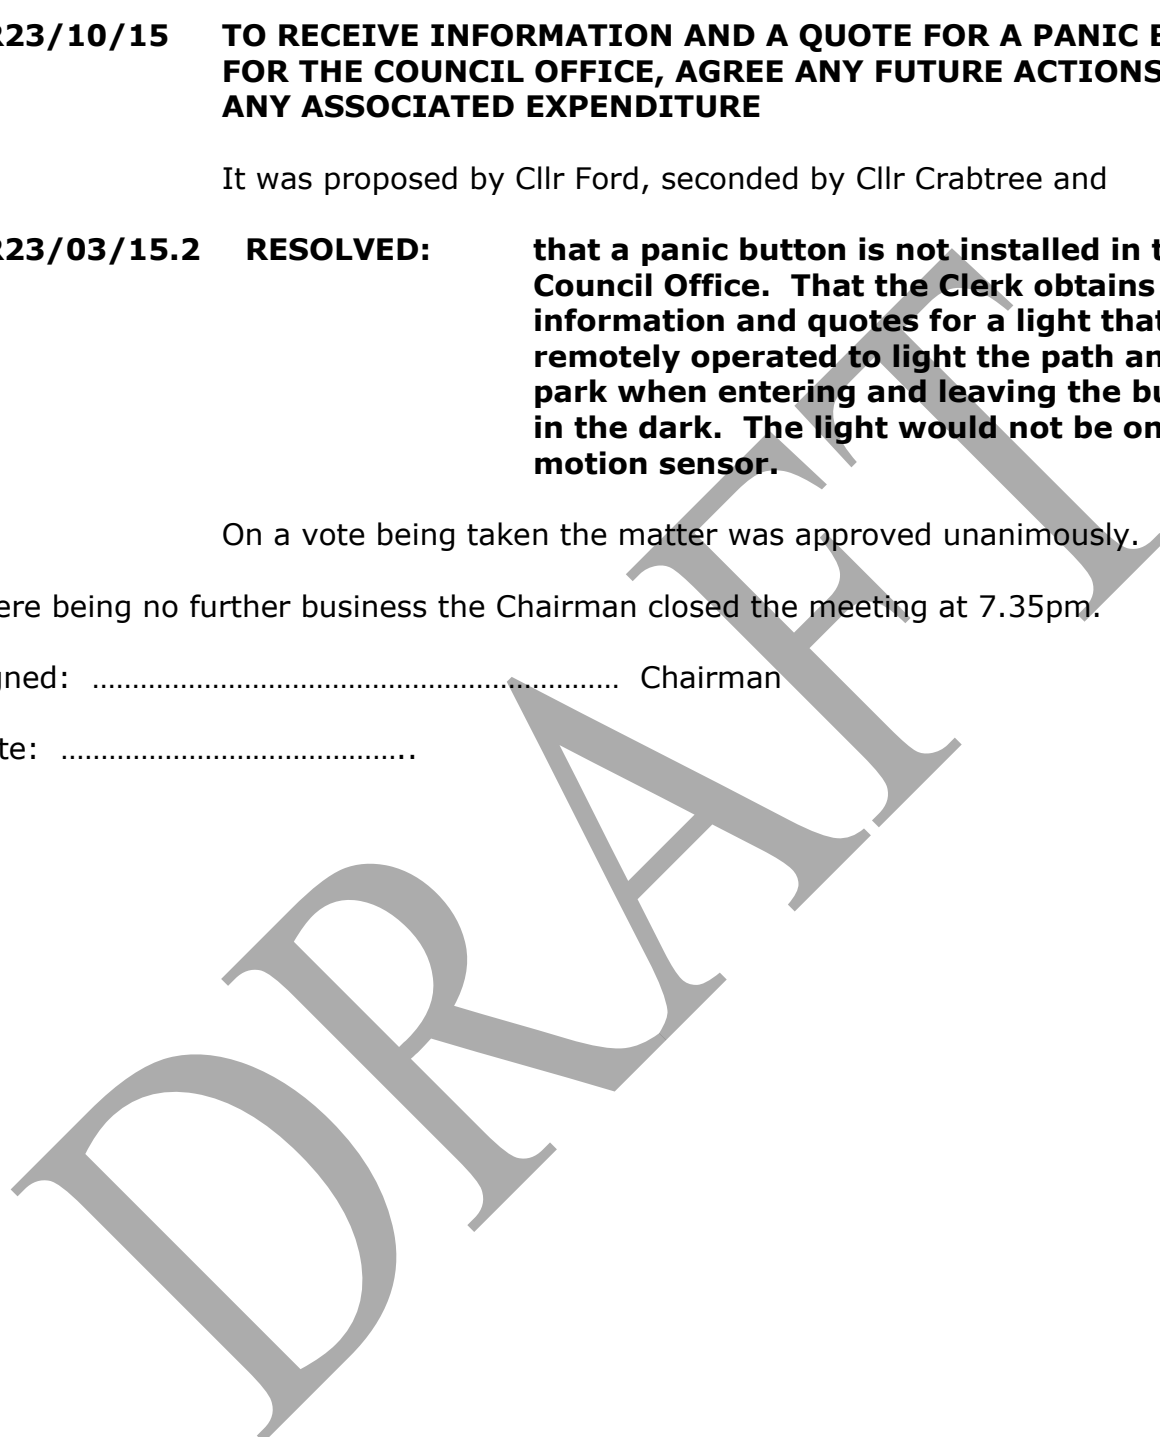 23/10/15 TO RECEIVE INFORMATION AND A QUOTE FOR A PANIC
FOR THE COUNCIL OFFICE, AGREE ANY FUTURE ACTIONS
ANY ASSOCIATED EXPENDITURE
It was proposed by Cllr Ford, seconded by Cllr Crabtree and
23/03/15.2 RESOLVED: that a panic button is not installed in
Council Office. That the Clerk obtains
information and quotes for a light that
remotely operated to light the path
park when entering and leaving the
in the dark. The light would not be on
motion sensor.
On a vote being taken the matter was approved unanimously.
ere being no further business the Chairman closed the meeting at 7.35pm.
gned: ………………………………………………………… Chairman
te: ……………………………………..
DRAFT